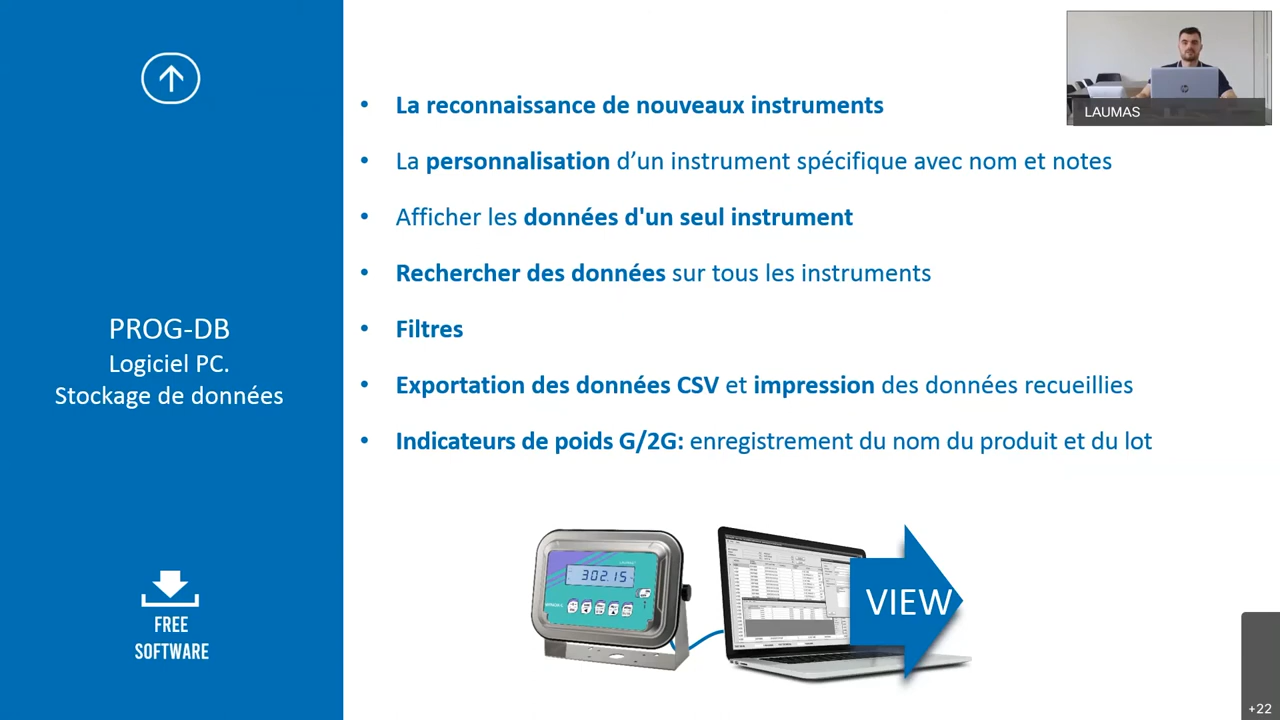 PROG-DB
Logiciel PC.
Stockage de données
FREE
SOFTWARE
• La reconnaissance de nouveaux instruments
• La personnalisation d’un instrument spécifique avec nom et notes
• Afficher les données d'un seul instrument
• Rechercher des données sur tous les instruments
• Filtres
• Exportation des données CSV et impression des données recueillies
• Indicateurs de poids G/2G: enregistrement du nom du produit et du lot
302.15
VIEW
LAUMAS
+22